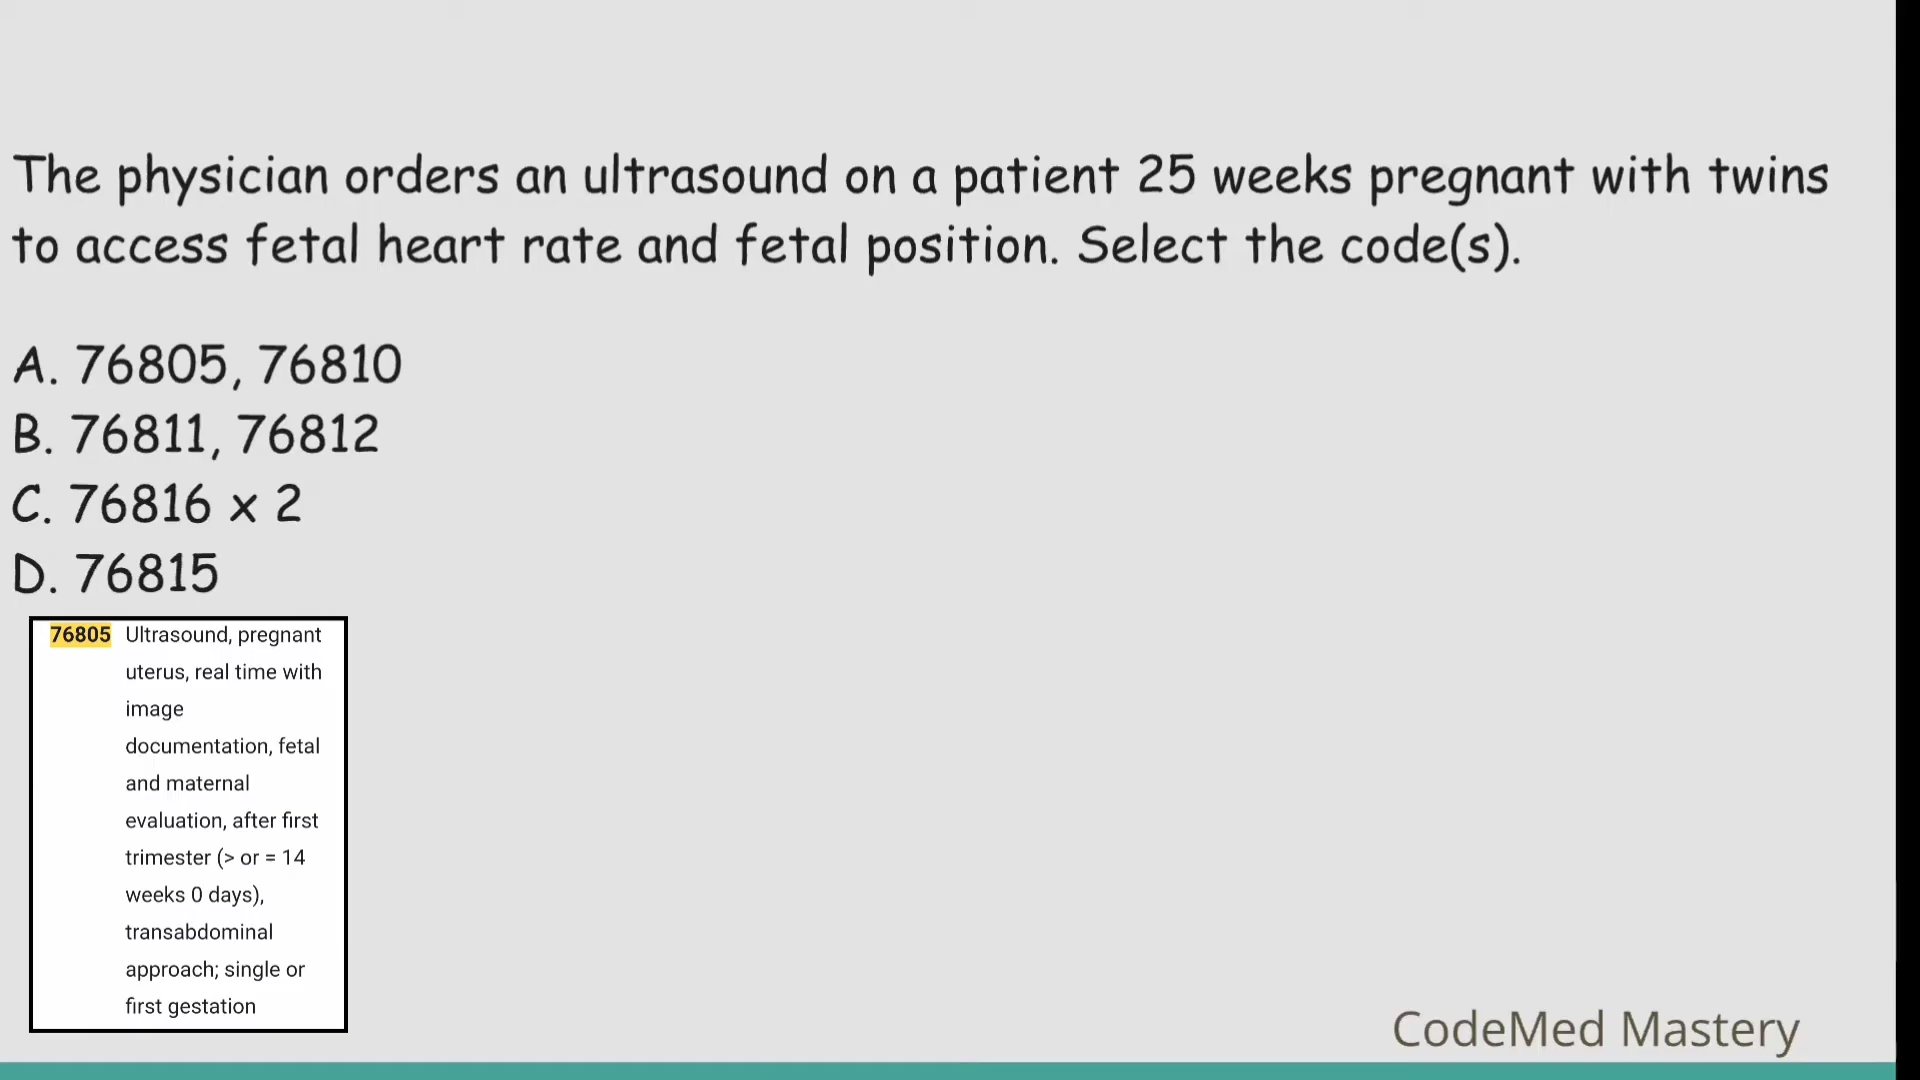 The physician orders an ultrasound on a patient 25 weeks pregnant with twins
to access fetal heart rate and fetal position. Select the code(s).
A. 76805, 76810
B. 76811, 76812
C. 76816 x 2
D. 76815
76805 Ultrasound, pregnant
uterus, real time with
image
documentation, fetal
and maternal
evaluation, after first
trimester (> or = 14
weeks 0 days),
transabdominal
approach; single or
first gestation
CodeMed Mastery